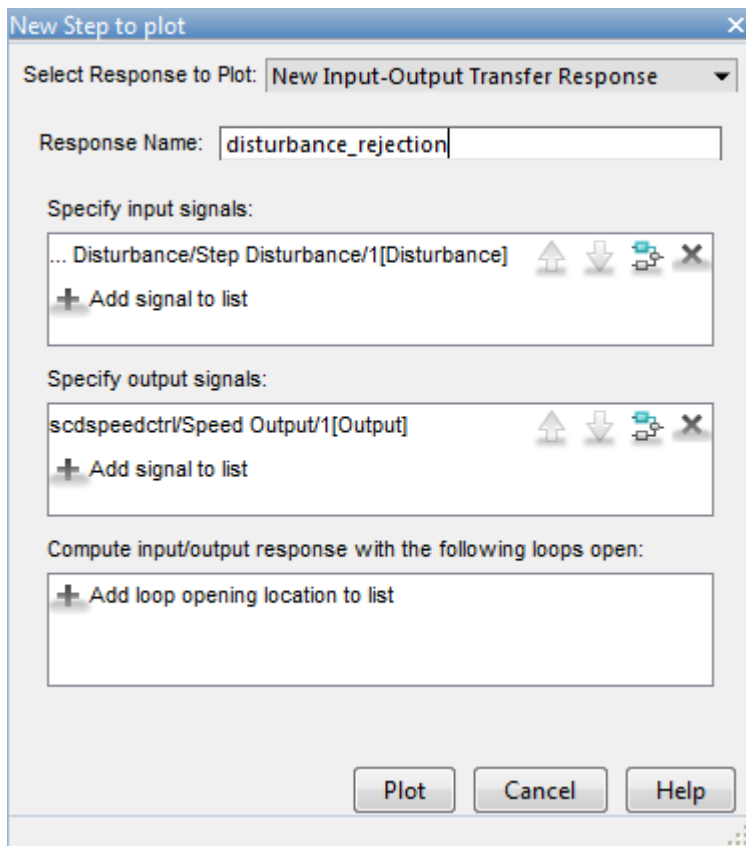 New Step to plot
Select Response to Plot: New Input-Output Transfer Response
Response Name: disturbance_rejection
Specify input signals:
... Disturbance/Step Disturbance/1[Disturbance]
Add signal to list
Specify output signals:
scdspeedctrl/Speed Output/1[Output]
Add signal to list
Compute input/output response with the following loops open:
Add loop opening location to list
Plot Cancel Help